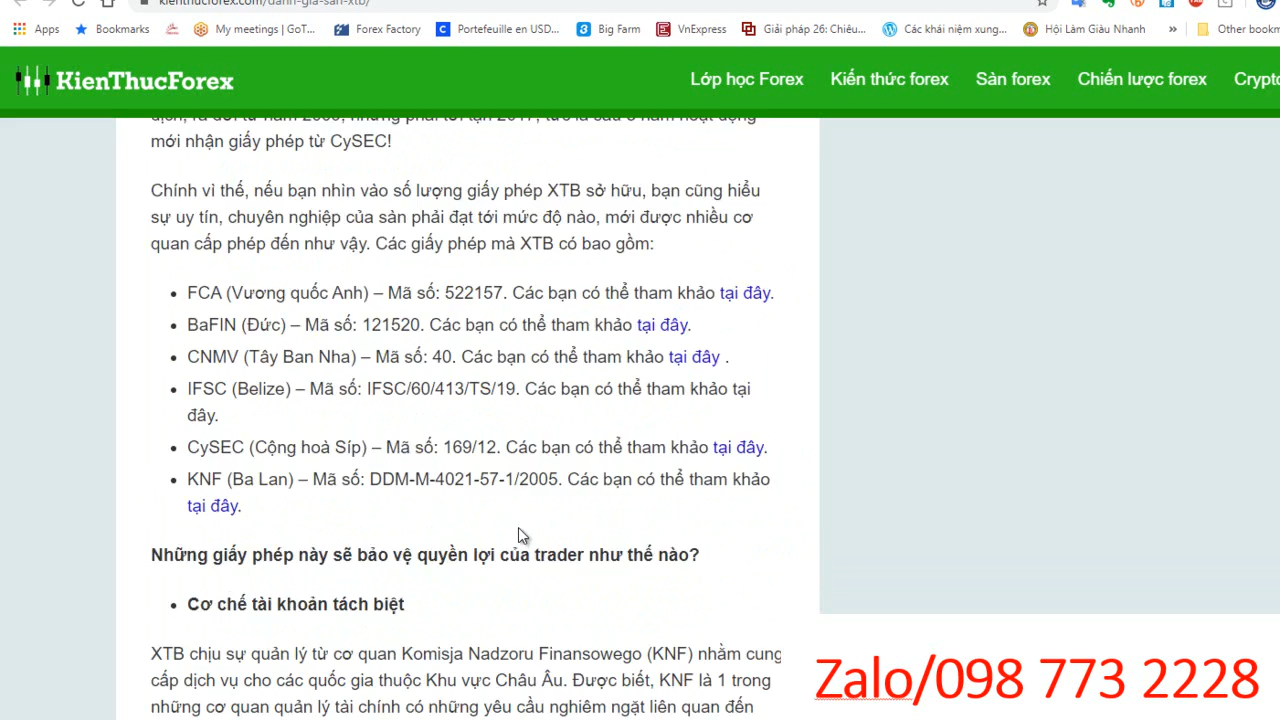 kienthucforex.com/danh-gia-san-xtb/
Apps Bookmarks My meetings | GoT... Forex Factory Portefeuille en USD... Big Farm VnExpress Giải pháp 26: Chiêu... Các khái niệm xung... Hội Làm Giàu Nhanh » Other bookm
KienThucForex Lớp học Forex Kiến thức forex Sàn forex Chiến lược forex Crypto
mới nhận giấy phép từ CySEC!
Chính vì thế, nếu bạn nhìn vào số lượng giấy phép XTB sở hữu, bạn cũng hiểu
sự uy tín, chuyên nghiệp của sàn phải đạt tới mức độ nào, mới được nhiều cơ
quan cấp phép đến như vậy. Các giấy phép mà XTB có bao gồm:
• FCA (Vương quốc Anh) – Mã số: 522157. Các bạn có thể tham khảo tại đây.
• BaFIN (Đức) – Mã số: 121520. Các bạn có thể tham khảo tại đây.
• CNMV (Tây Ban Nha) – Mã số: 40. Các bạn có thể tham khảo tại đây .
• IFSC (Belize) – Mã số: IFSC/60/413/TS/19. Các bạn có thể tham khảo tại
đây.
• CySEC (Cộng hoà Síp) – Mã số: 169/12. Các bạn có thể tham khảo tại đây.
• KNF (Ba Lan) – Mã số: DDM-M-4021-57-1/2005. Các bạn có thể tham khảo
tại đây.
Những giấy phép này sẽ bảo vệ quyền lợi của trader như thế nào?
• Cơ chế tài khoản tách biệt
XTB chịu sự quản lý từ cơ quan Komisja Nadzoru Finansowego (KNF) nhằm cung
cấp dịch vụ cho các quốc gia thuộc Khu vực Châu Âu. Được biết, KNF là 1 trong
những cơ quan quản lý tài chính có những yêu cầu nghiêm ngặt liên quan đến
Zalo/098 773 2228